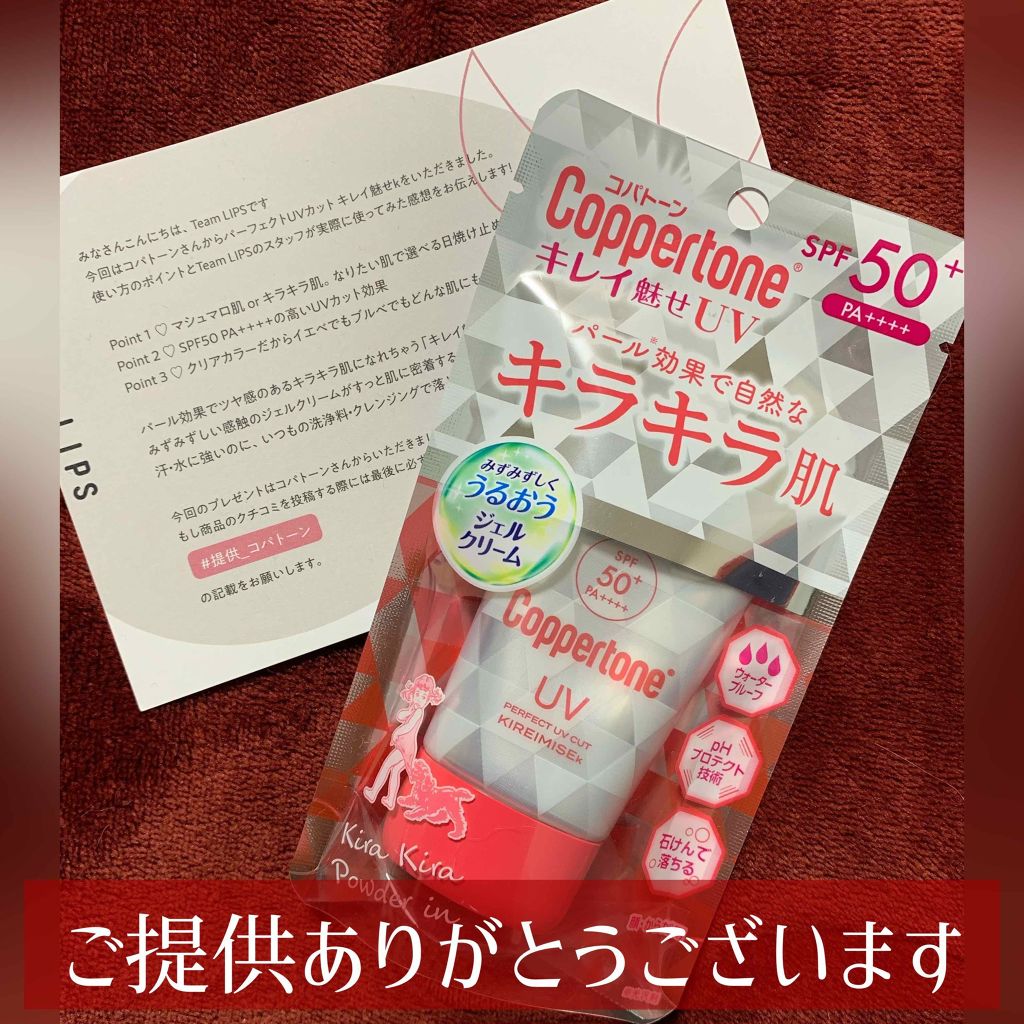 みなさんこんにちは、Team LIPSです
今回はコパトーンさんからパーフェクトUVカット キレイ魅せkをいただきました。
使い方のポイントとTeam LIPSのスタッフが実際に使ってみた感想をお伝えします!
Point 1 ♡ マシュマロ肌 or キラキラ肌。なりたい肌で選べる日焼け止め
Point 2 ♡ SPF50 PA++++の高いUVカット効果
Point 3 ♡ クリアカラーだからイエベでもブルベでもどんな肌にも
パール効果でツヤ感のあるキラキラ肌になれちゃう「キレイ
みずみずしい感触のジェルクリームがすっと肌に密着する
汗・水に強いのに、いつもの洗浄料・クレンジングで落
今回のプレゼントはコパトーンさんからいただきまし
もし商品のクチコミを投稿する際には最後に必ず
#提供_コパトーン
の記載をお願いします。
LIPS
コパトーン
Coppertone®
キレイ魅せUV
SPF 50+
PA++++
パール※効果で自然な
キラキラ肌
みずみずしく
うるおう
ジェル
クリーム
SPF
50+
PA++++
Coppertone®
UV
PERFECT UV CUT
KIREIMISEk
ウォーター
プルーフ
pH
プロテクト
技術
石けんで
落ちる
Kira Kira
Powder in
ご提供ありがとうございます